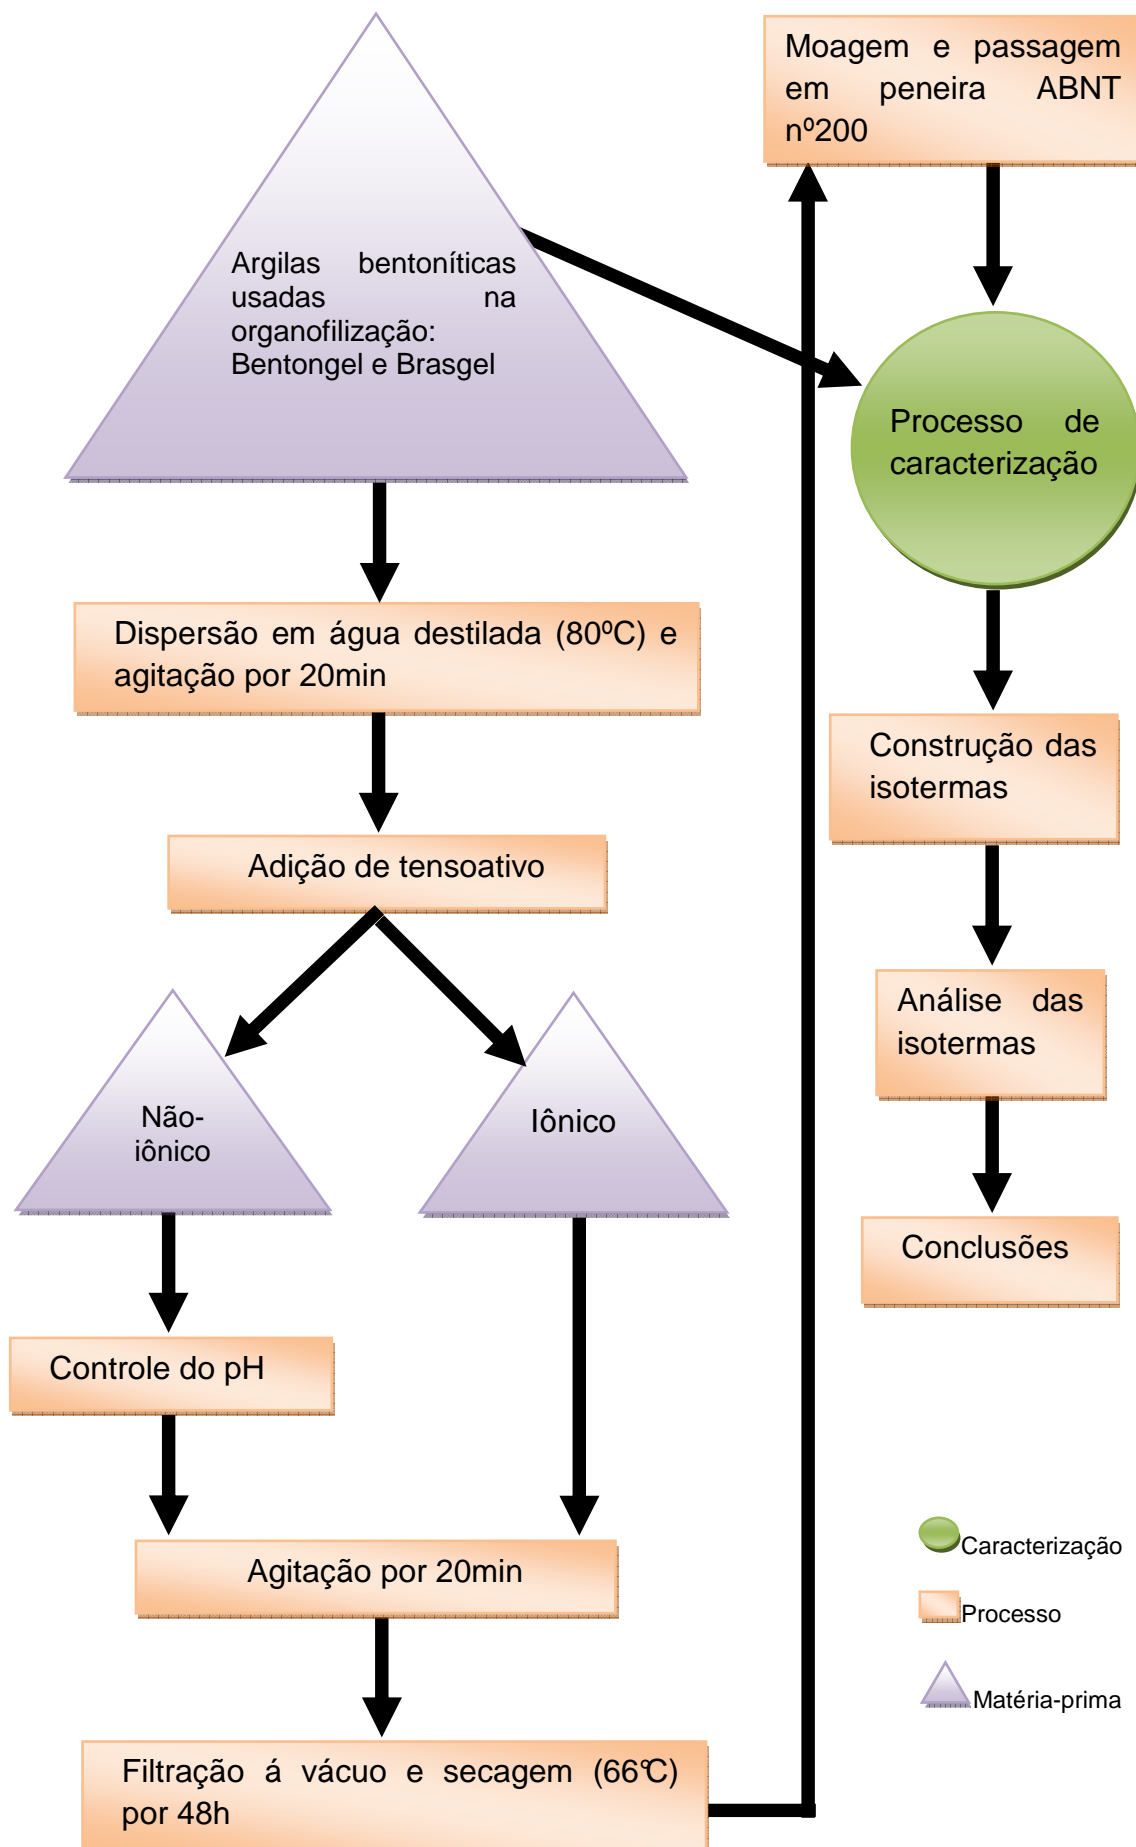 Argilas bentoníticas
usadas na
organofilização:
Bentongel e Brasgel
Dispersão em água destilada (80ºC) e
agitação por 20min
Adição de tensoativo
Não-
iônico
Iônico
Controle do pH
Agitação por 20min
Filtração á vácuo e secagem (66ºC)
por 48h
Moagem e passagem
em peneira ABNT
nº200
Processo de
caracterização
Construção das
isotermas
Análise das
isotermas
Conclusões
Caracterização
Processo
Matéria-prima